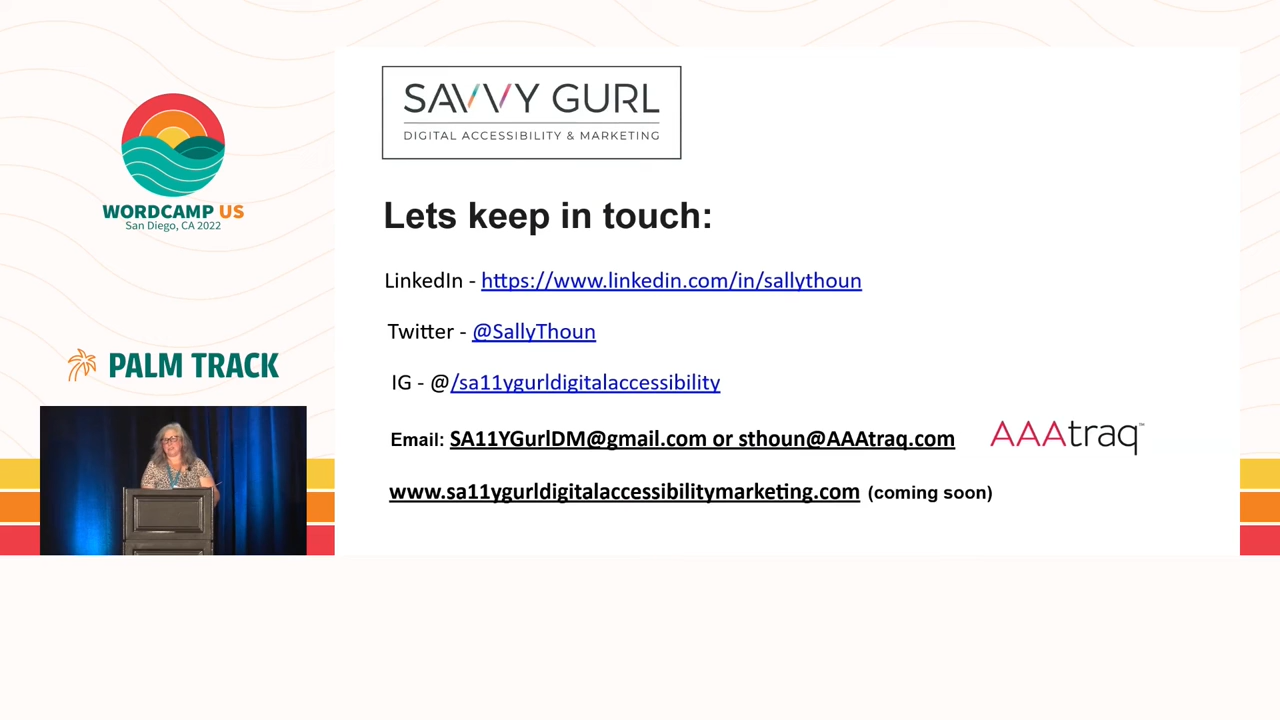 SAVVY GURL
DIGITAL ACCESSIBILITY & MARKETING
WORDCAMP US
San Diego, CA 2022
PALM TRACK
Lets keep in touch:
LinkedIn - https://www.linkedin.com/in/sallythoun
Twitter - @SallyThoun
IG - @/sa11ygurldigitalaccessibility
Email: SA11YGurlDM@gmail.com or sthoun@AAAtraq.com
AAAtraq™
www.sa11ygurldigitalaccessibilitymarketing.com (coming soon)